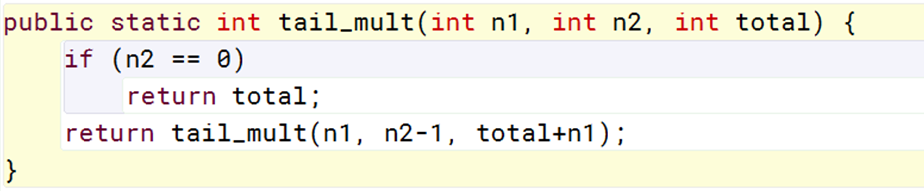 public static int tail_mult(int n1, int n2, int total) {
    if (n2 == 0)
        return total;
    return tail_mult(n1, n2-1, total+n1);
}